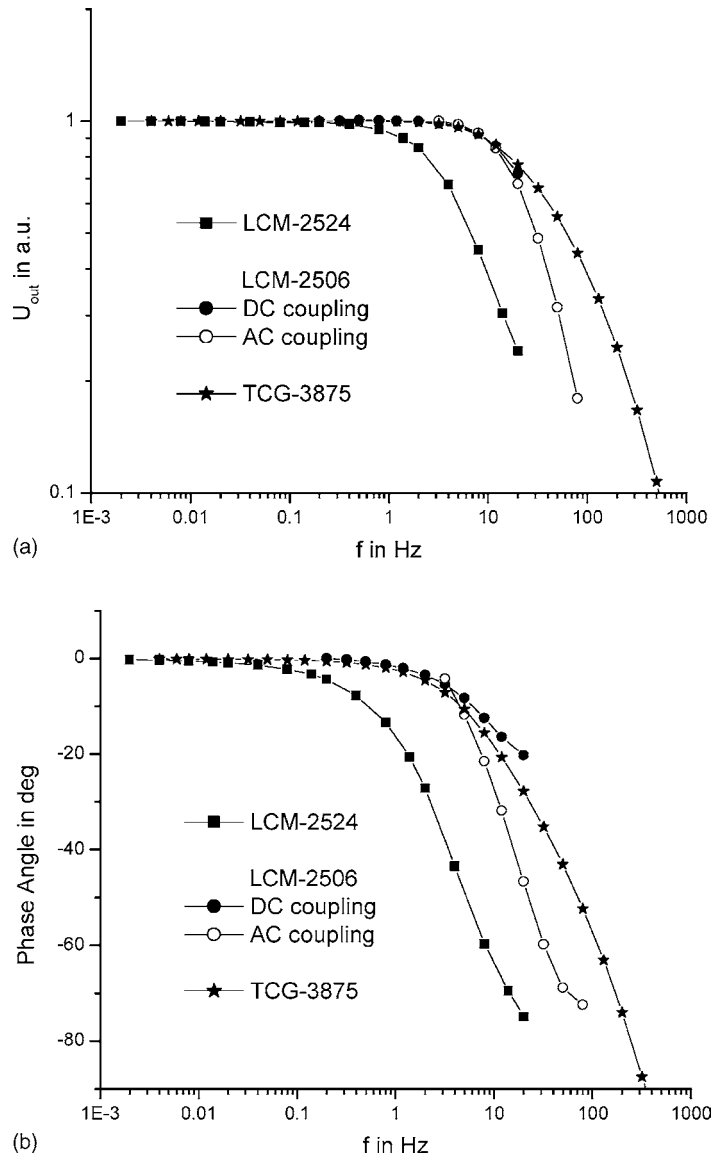 1
0.1
U_out in a.u.
LCM-2524
LCM-2506
DC coupling
AC coupling
TCG-3875
1E-3 0.01 0.1 1 10 100 1000
(a)
f in Hz
0
-20
-40
-60
-80
Phase Angle in deg
LCM-2524
LCM-2506
DC coupling
AC coupling
TCG-3875
1E-3 0.01 0.1 1 10 100 1000
(b)
f in Hz